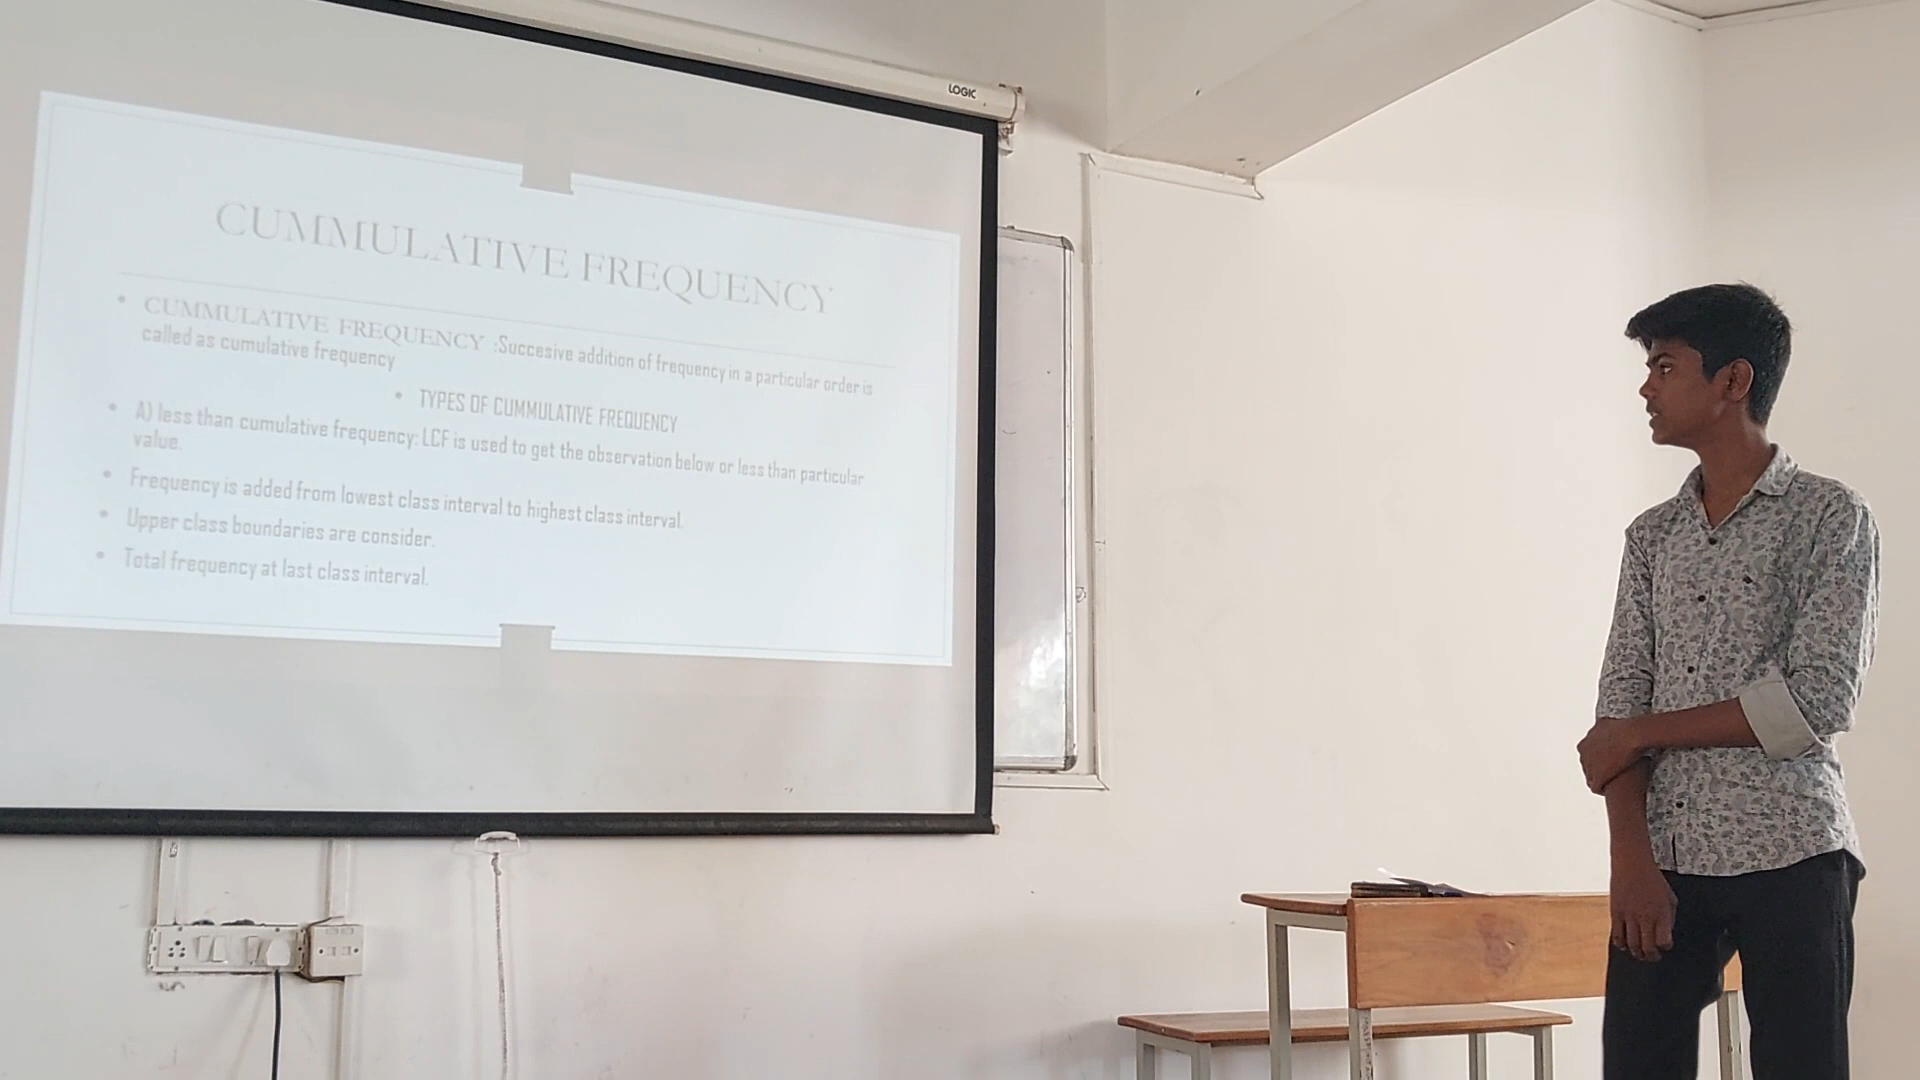 LOGIC
CUMMULATIVE FREQUENCY
• CUMMULATIVE FREQUENCY :Succesive addition of frequency in a particular order is
called as cumulative frequency
• TYPES OF CUMMULATIVE FREQUENCY
• A) less than cumulative frequency: LCF is used to get the observation below or less than particular
value.
• Frequency is added from lowest class interval to highest class interval.
• Upper class boundaries are consider.
• Total frequency at last class interval.